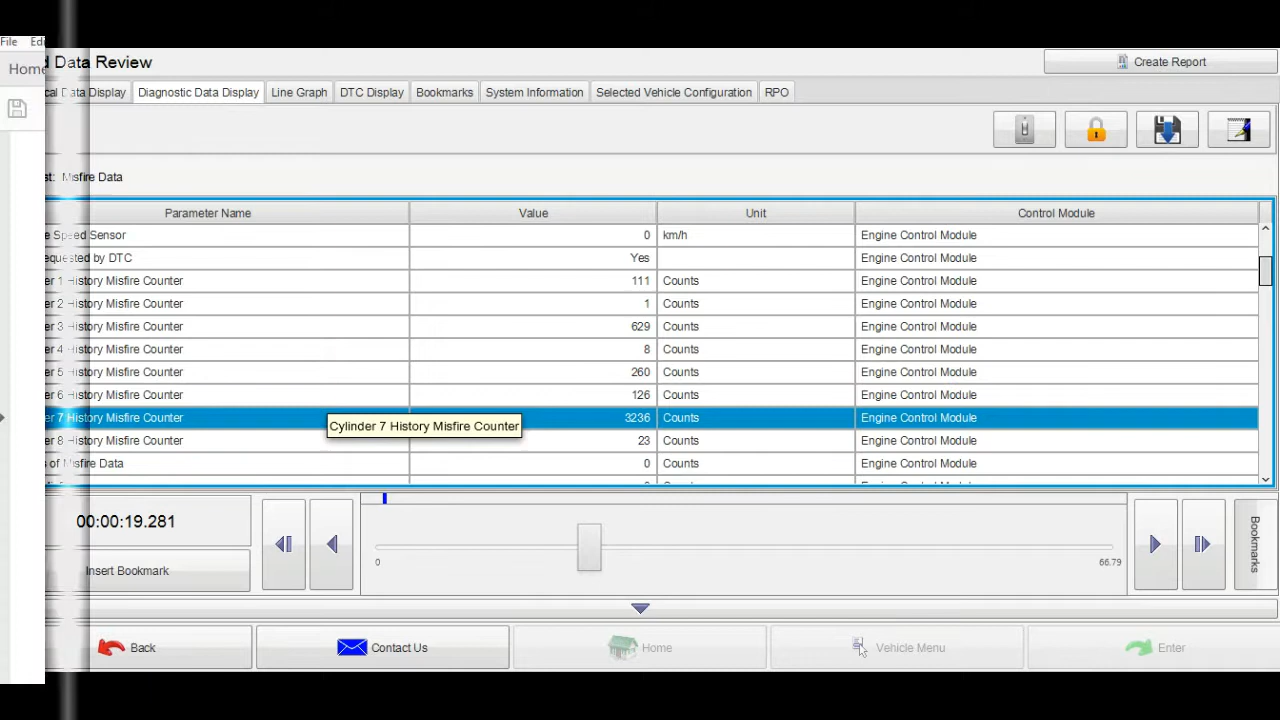 File Edi
Home
d Data Review
Create Report
cal Data Display Diagnostic Data Display Line Graph DTC Display Bookmarks System Information Selected Vehicle Configuration RPO
st: Misfire Data
Parameter Name Value Unit Control Module
e Speed Sensor 0 km/h Engine Control Module
equested by DTC Yes Engine Control Module
er 1 History Misfire Counter 111 Counts Engine Control Module
er 2 History Misfire Counter 1 Counts Engine Control Module
er 3 History Misfire Counter 629 Counts Engine Control Module
er 4 History Misfire Counter 8 Counts Engine Control Module
er 5 History Misfire Counter 260 Counts Engine Control Module
er 6 History Misfire Counter 126 Counts Engine Control Module
er 7 History Misfire Counter 3236 Counts Engine Control Module
Cylinder 7 History Misfire Counter
er 8 History Misfire Counter 23 Counts Engine Control Module
s of Misfire Data 0 Counts Engine Control Module
00:00:19.281
0
66.79
Bookmarks
Insert Bookmark
Back Contact Us Home Vehicle Menu Enter